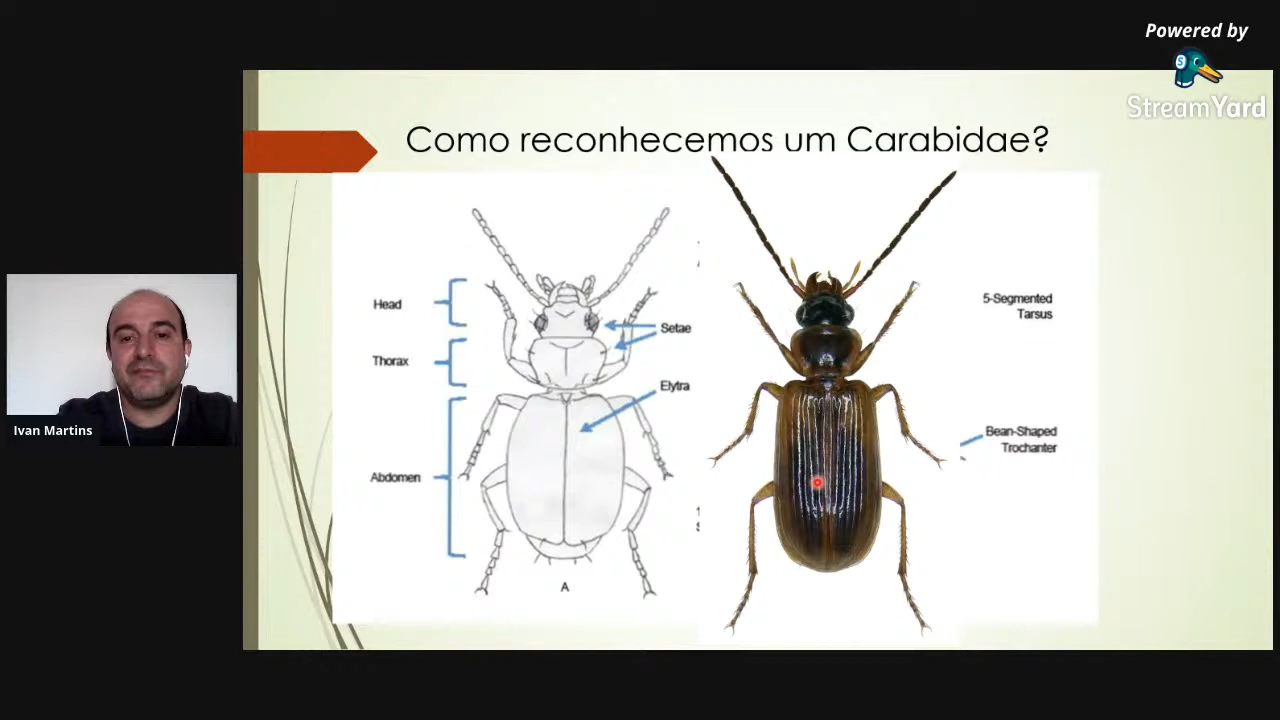 Powered by
StreamYard
Como reconhecemos um Carabidae?
Head
Thorax
Abdomen
Setae
Elytra
A
5-Segmented
Tarsus
Bean-Shaped
Trochanter
Ivan Martins